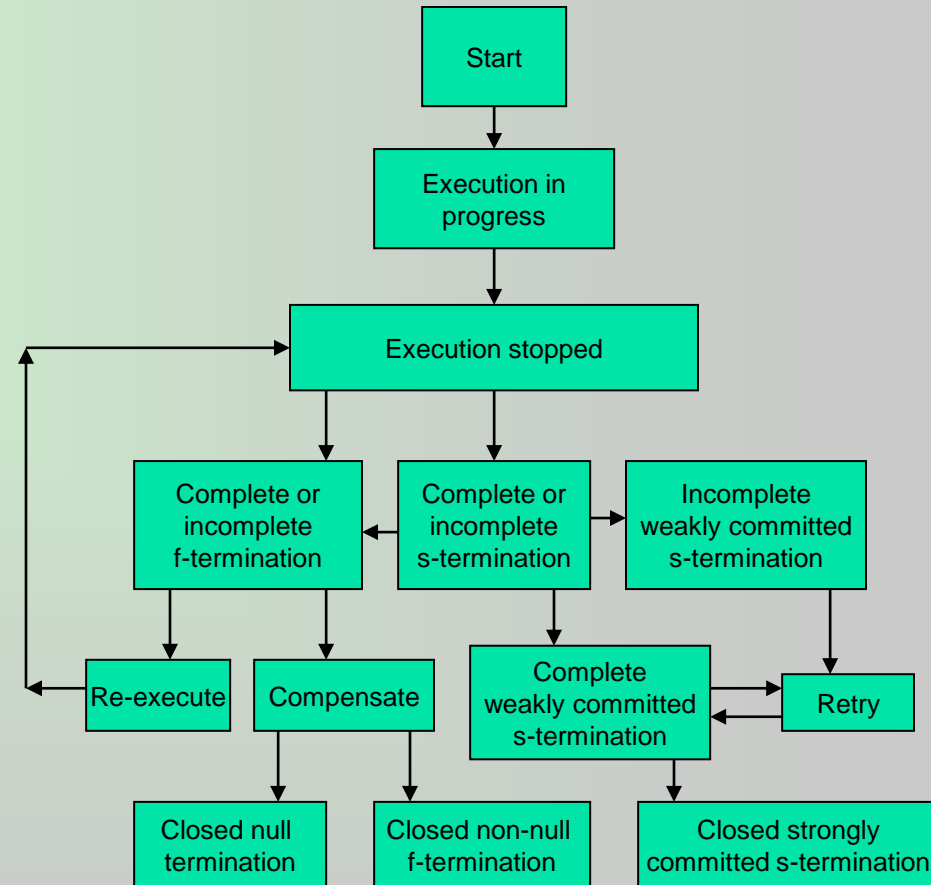 Start
Execution in
progress
Execution stopped
Complete or
incomplete
f-termination
Complete or
incomplete
s-termination
Incomplete
weakly committed
s-termination
Re-execute
Compensate
Complete
weakly committed
s-termination
Retry
Closed null
termination
Closed non-null
f-termination
Closed strongly
committed s-termination